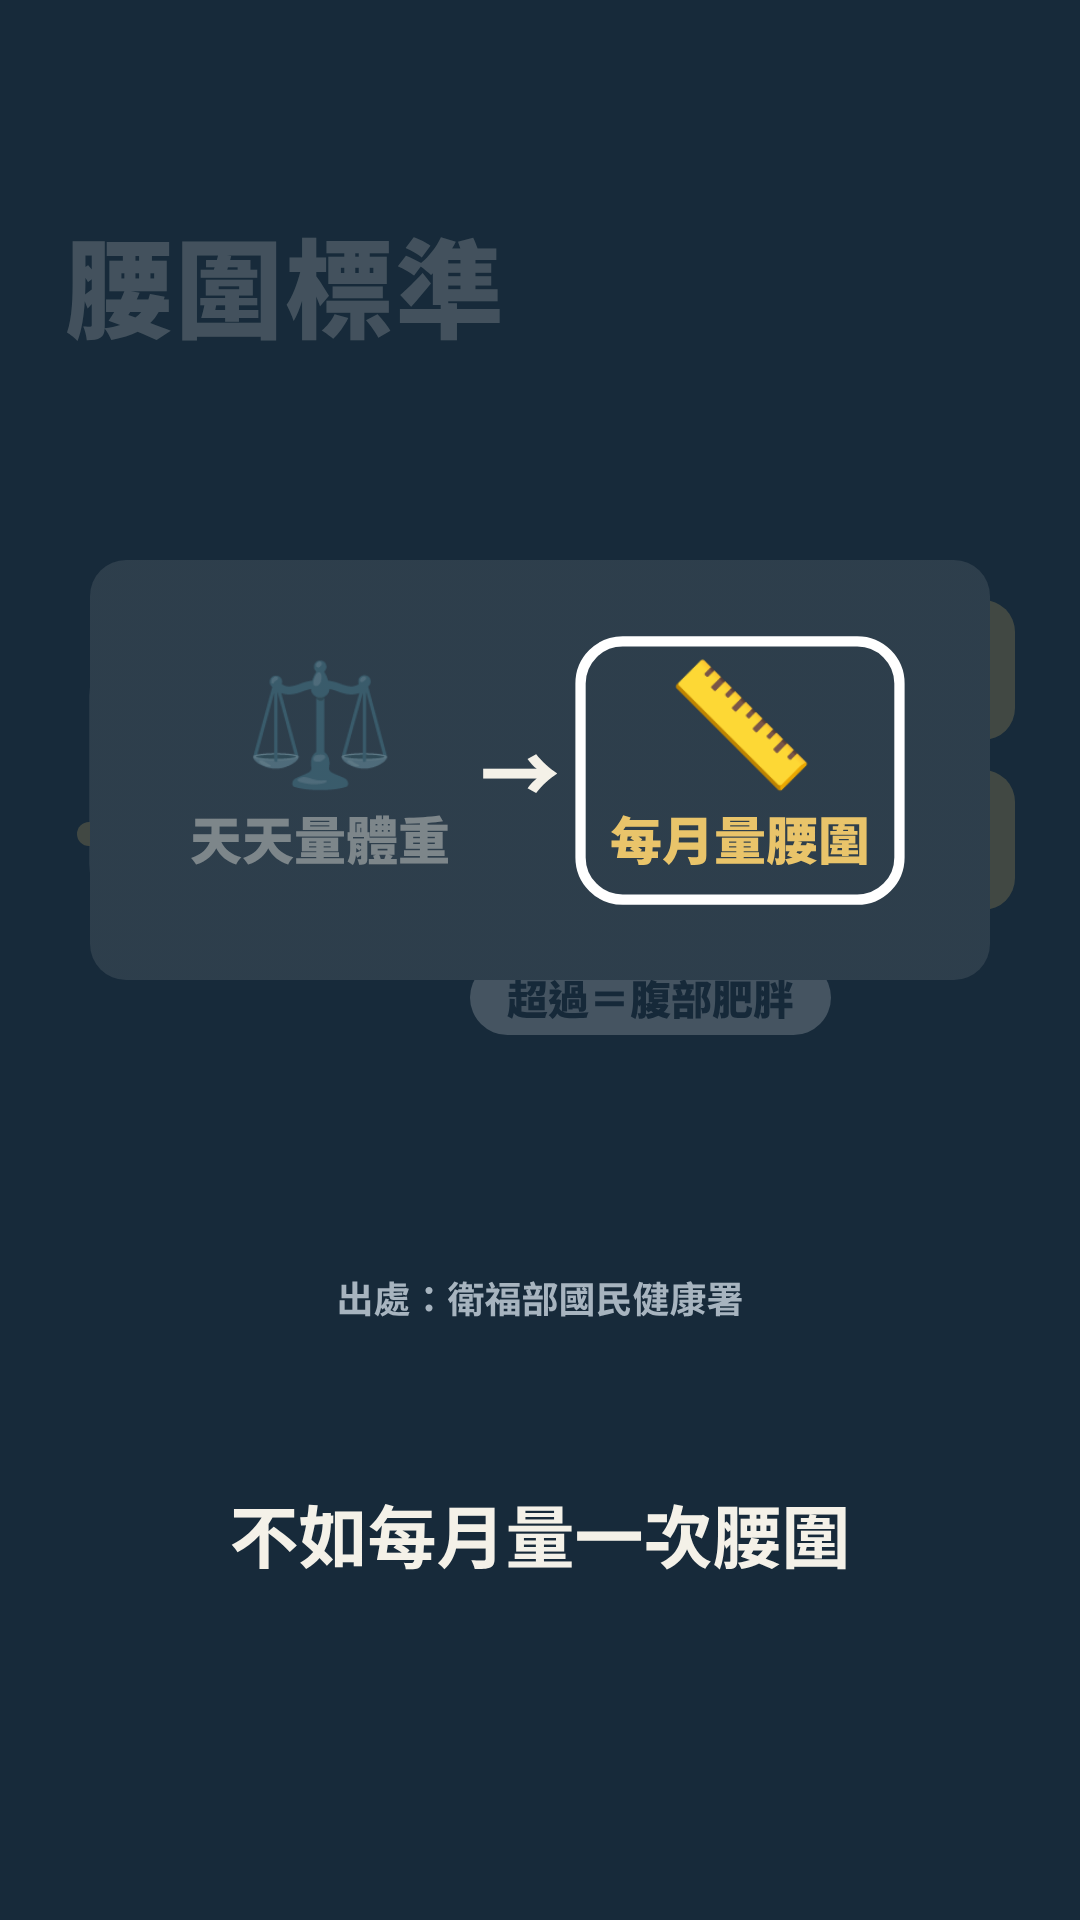 腰圍標準
天天量體重
→
每月量腰圍
超過＝腹部肥胖
出處：衛福部國民健康署
不如每月量一次腰圍